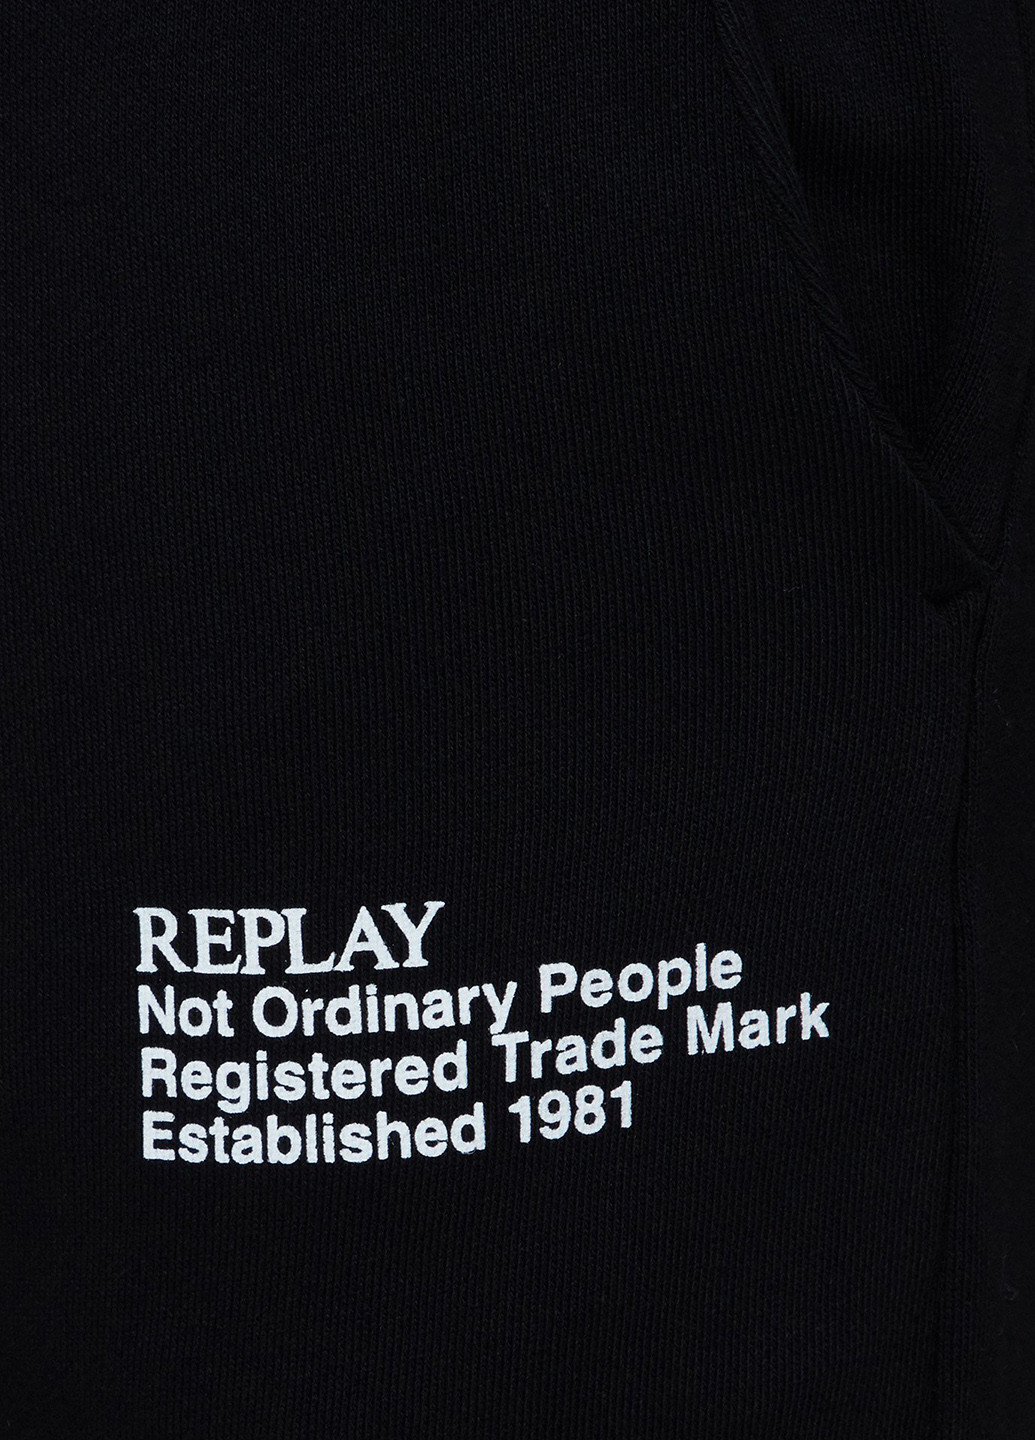 REPLAY
Not Ordinary People
Registered Trade Mark
Established 1981